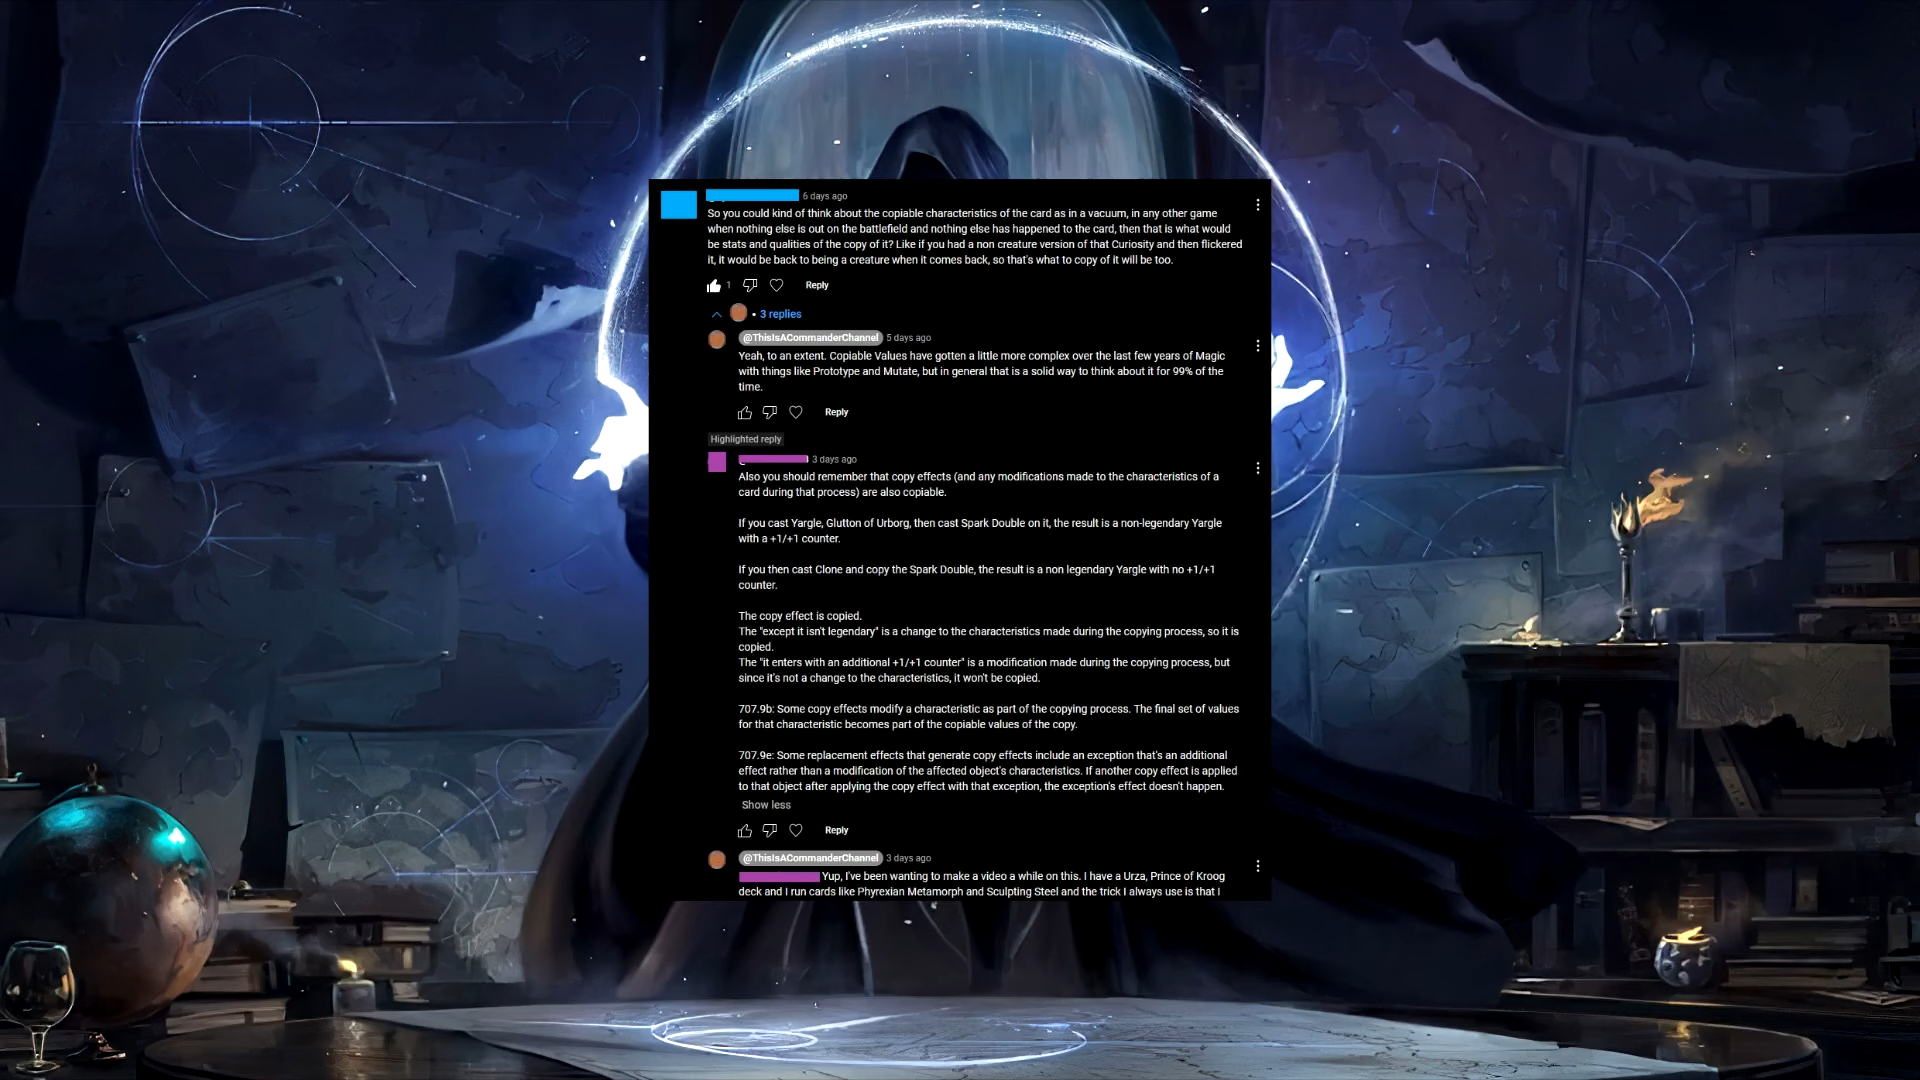 6 days ago
So you could kind of think about the copiable characteristics of the card as in a vacuum, in any other game
when nothing else is out on the battlefield and nothing else has happened to the card, then that is what would
be stats and qualities of the copy of it? Like if you had a non creature version of that Curiosity and then flickered
it, it would be back to being a creature when it comes back, so that's what to copy of it will be too.
1 Reply
• 3 replies
@ThisIsACommanderChannel 5 days ago
Yeah, to an extent. Copiable Values have gotten a little more complex over the last few years of Magic
with things like Prototype and Mutate, but in general that is a solid way to think about it for 99% of the
time.
Reply
Highlighted reply
3 days ago
Also you should remember that copy effects (and any modifications made to the characteristics of a
card during that process) are also copiable.
If you cast Yargle, Glutton of Urborg, then cast Spark Double on it, the result is a non-legendary Yargle
with a +1/+1 counter.
If you then cast Clone and copy the Spark Double, the result is a non legendary Yargle with no +1/+1
counter.
The copy effect is copied.
The "except it isn't legendary" is a change to the characteristics made during the copying process, so it is
copied.
The "it enters with an additional +1/+1 counter" is a modification made during the copying process, but
since it's not a change to the characteristics, it won't be copied.
707.9b: Some copy effects modify a characteristic as part of the copying process. The final set of values
for that characteristic becomes part of the copiable values of the copy.
707.9e: Some replacement effects that generate copy effects include an exception that's an additional
effect rather than a modification of the affected object's characteristics. If another copy effect is applied
to that object after applying the copy effect with that exception, the exception's effect doesn't happen.
Show less
Reply
@ThisIsACommanderChannel 3 days ago
Yup, I've been wanting to make a video a while on this. I have a Urza, Prince of Kroog
deck and I run cards like Phyrexian Metamorph and Sculpting Steel and the trick I always use is that I